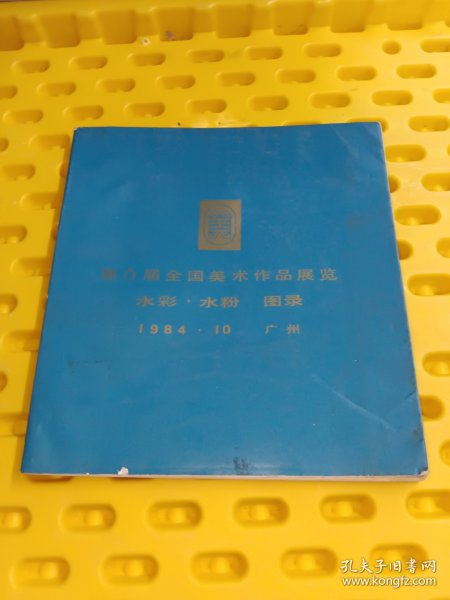 第六届全国美术作品展览
水彩·水粉 图录
1984·10 广州
孔夫子旧书网
www.kongfz.com